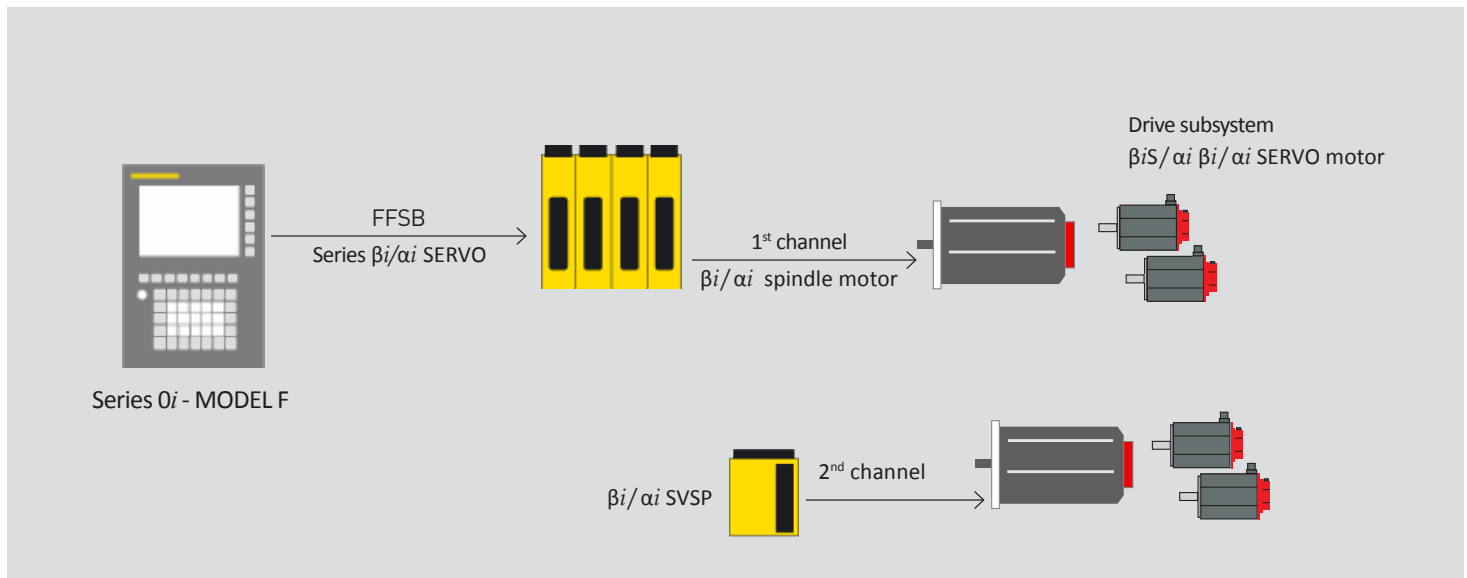 Drive subsystem
βiS/αi βi/αi SERVO motor
FFSB
Series βi/αi SERVO
1st channel
βi/αi spindle motor
Series 0i - MODEL F
βi/αi SVSP
2nd channel